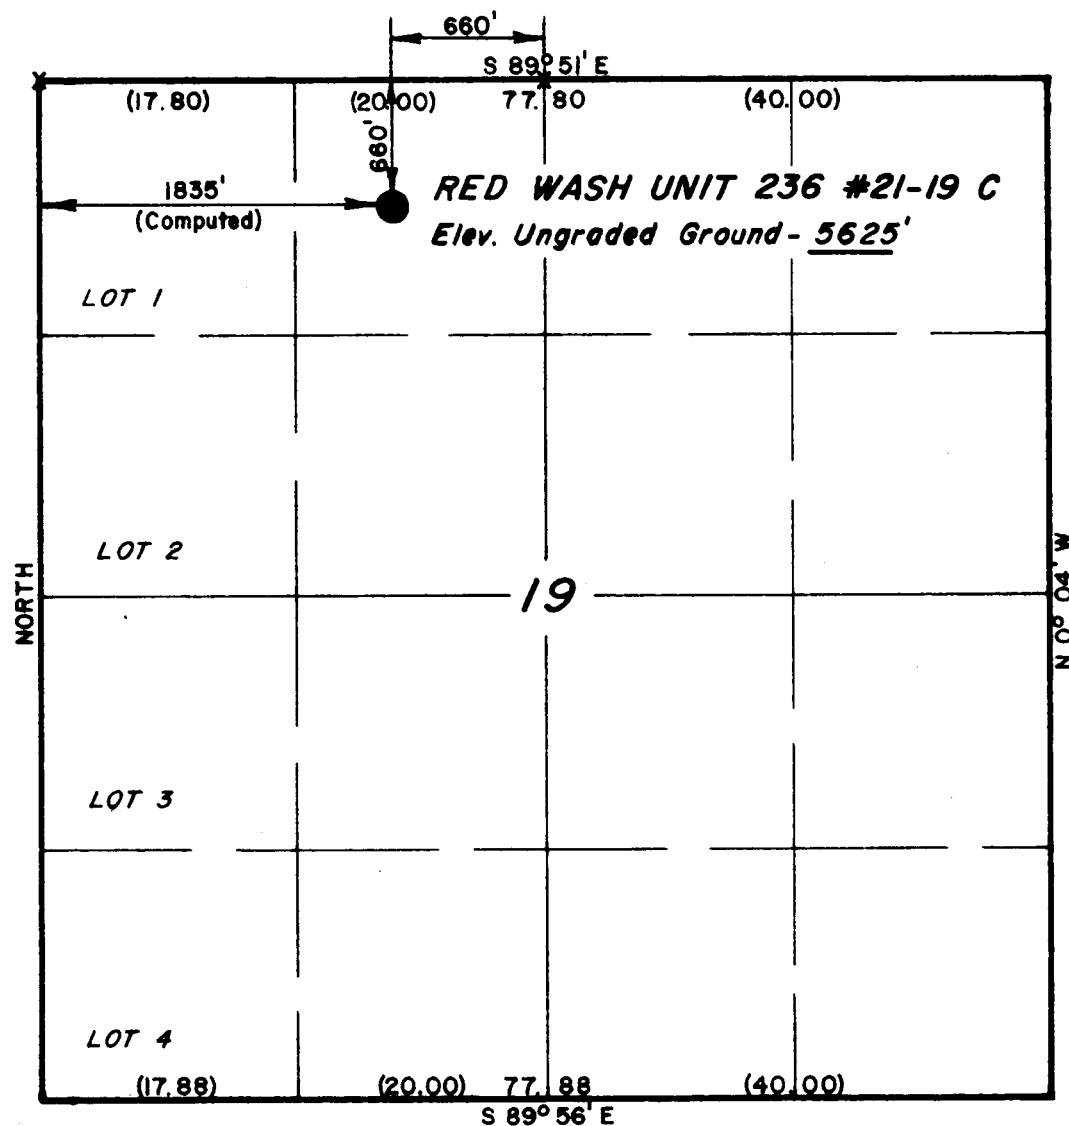 660'
S 89° 51' E
(17.80) (20.00) 77.80 (40.00)
660'
1835'
(Computed)
RED WASH UNIT 236 #21-19 C
Elev. Ungraded Ground - 5625'
LOT 1
LOT 2
NORTH
19
N 0° 04' W
LOT 3
LOT 4
(17.88) (20.00) 77.88 (40.00)
S 89° 56' E